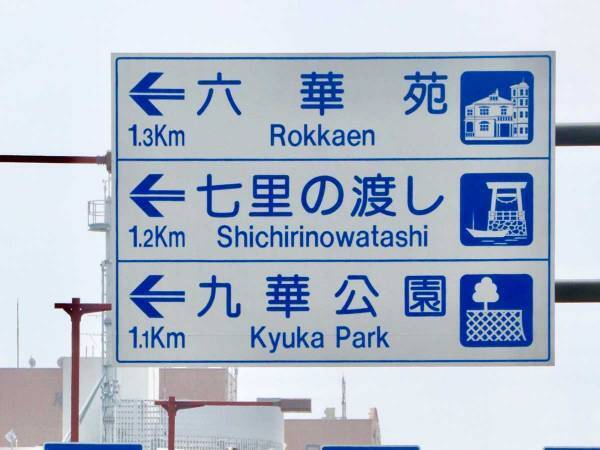 六華苑
1.3Km Rokkaen
七里の渡し
1.2Km Shichirinowatashi
九華公園
1.1Km Kyuka Park